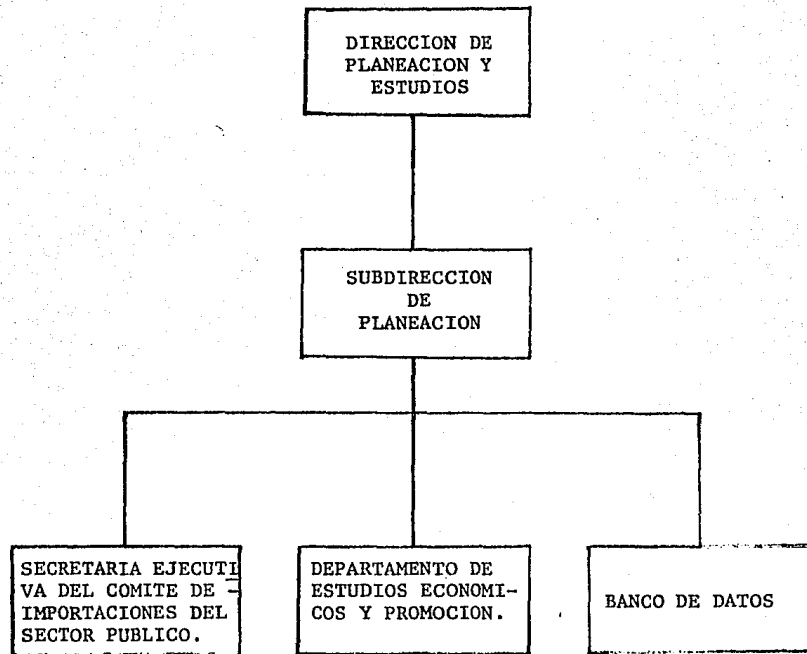 DIRECCION DE
PLANEACION Y
ESTUDIOS
SUBDIRECCION
DE
PLANEACION
SECRETARIA EJECUTI
VA DEL COMITE DE -
IMPORTACIONES DEL
SECTOR PUBLICO.
DEPARTAMENTO DE
ESTUDIOS ECONOMI-
COS Y PROMOCION.
BANCO DE DATOS